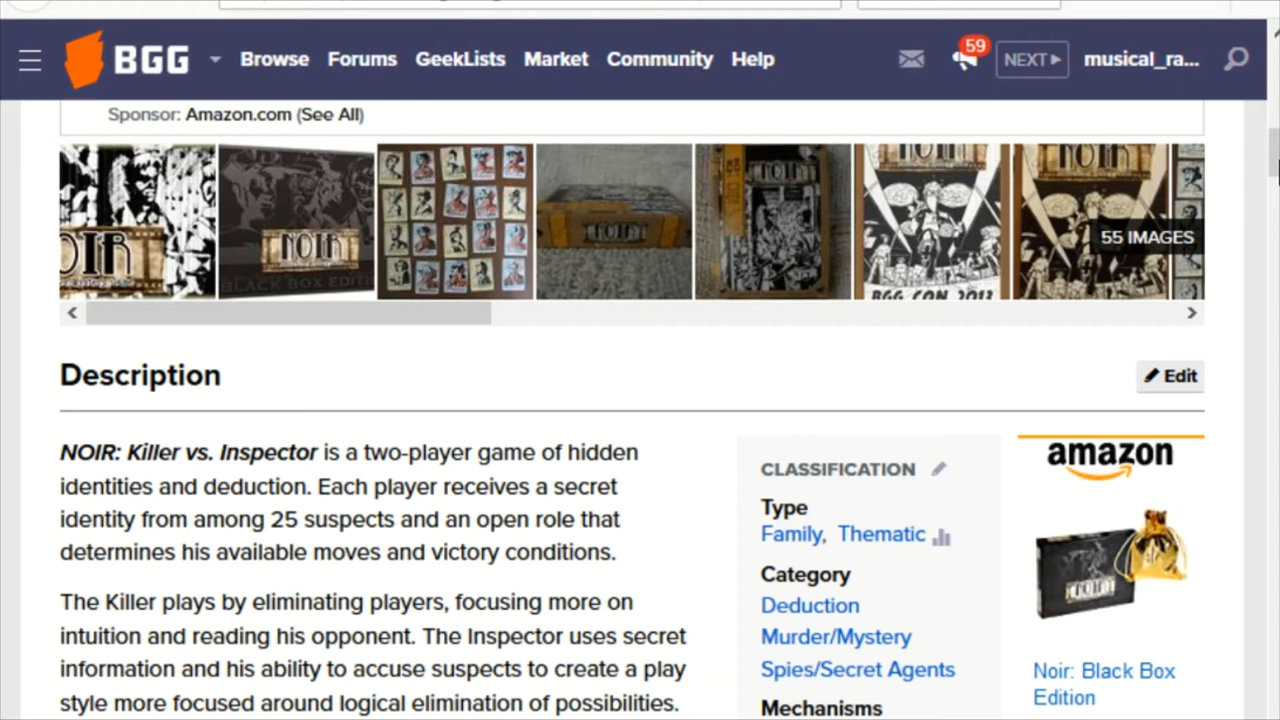 BGG Browse Forums GeekLists Market Community Help 59 NEXT▶ musical_ra...
Sponsor: Amazon.com (See All)
OIR
NOIR
BLACK BOX EDITI
NOIR
NOIR
NOIR
BGG CON 2011
NOIR
55 IMAGES
Description
Edit
NOIR: Killer vs. Inspector is a two-player game of hidden
identities and deduction. Each player receives a secret
identity from among 25 suspects and an open role that
determines his available moves and victory conditions.
The Killer plays by eliminating players, focusing more on
intuition and reading his opponent. The Inspector uses secret
information and his ability to accuse suspects to create a play
style more focused around logical elimination of possibilities.
CLASSIFICATION
Type
Family, Thematic
Category
Deduction
Murder/Mystery
Spies/Secret Agents
Mechanisms
amazon
NOIR
Noir: Black Box
Edition